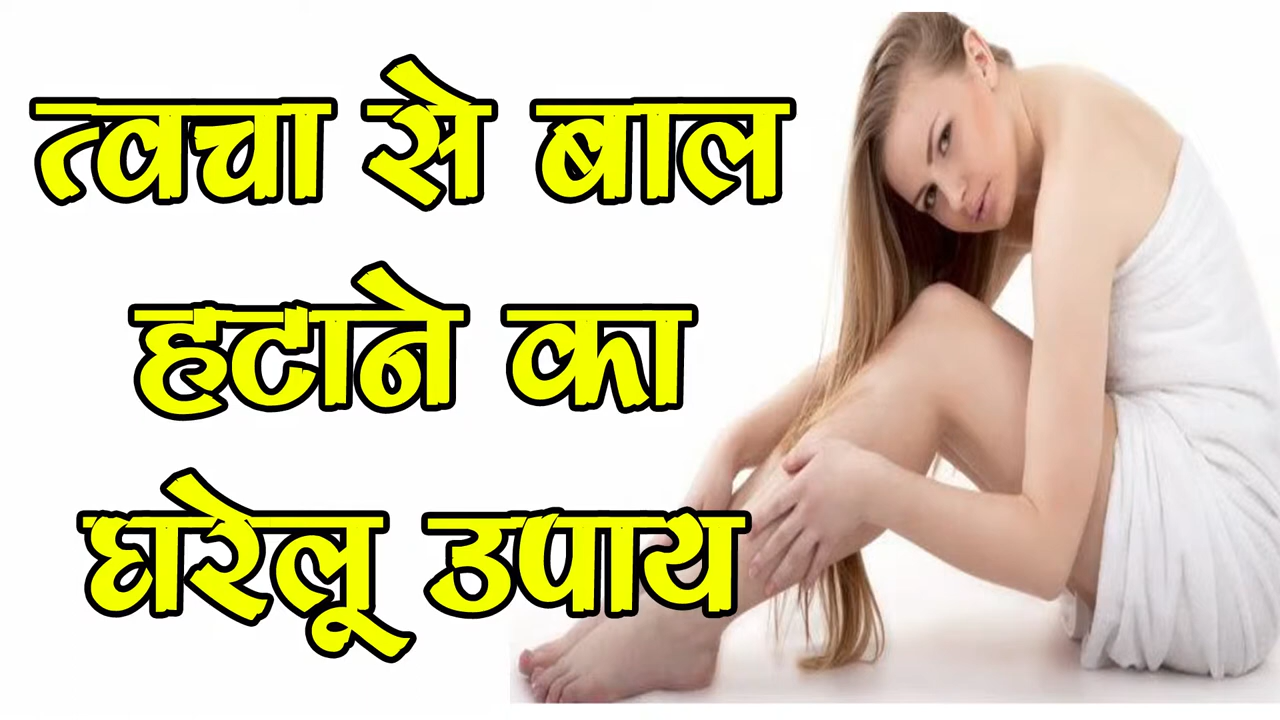 त्वचा से बाल
हटाने का
घरेलू उपाय